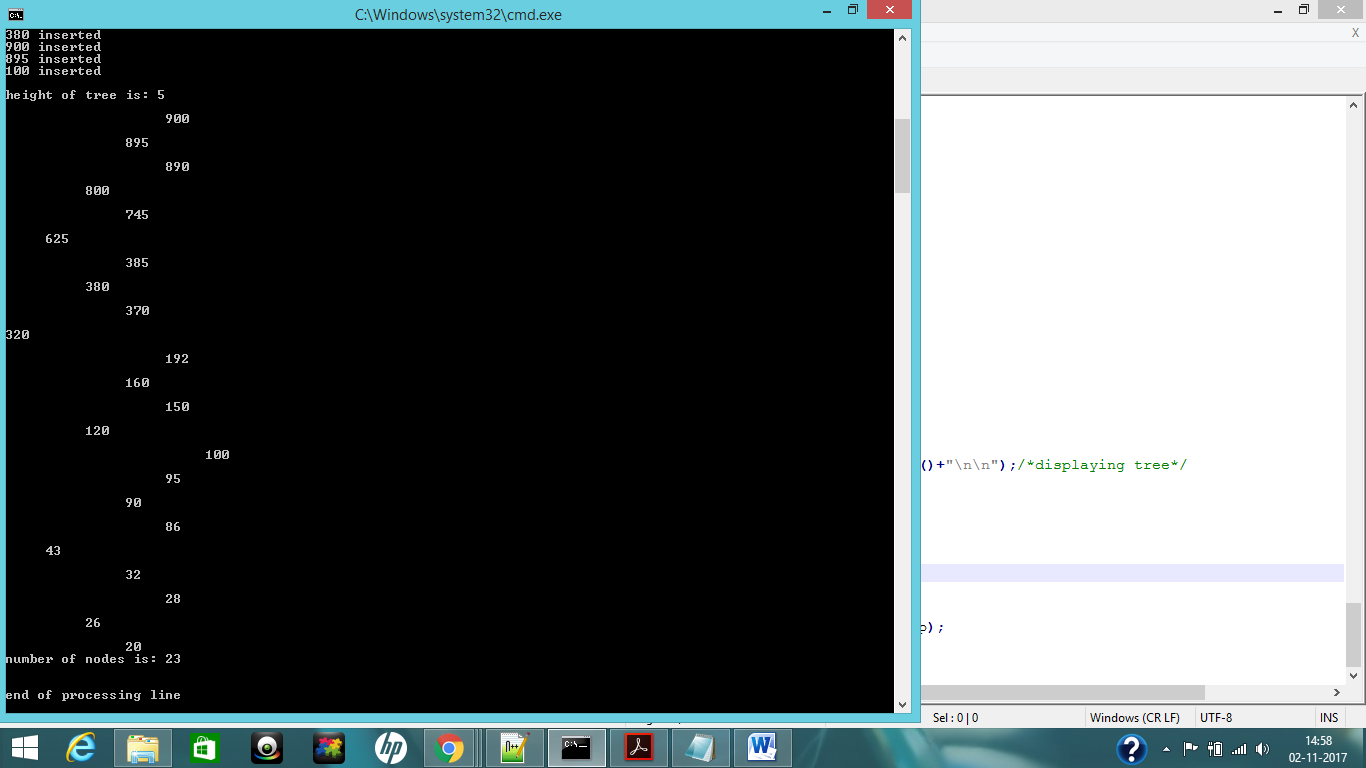 C:\Windows\system32\cmd.exe
380 inserted
900 inserted
895 inserted
100 inserted
height of tree is: 5
900
895
890
800
745
625
385
380
370
320
192
160
150
120
100
95
90
86
43
32
28
26
20
number of nodes is: 23
end of processing line
X
()+"\n\n");/*displaying tree*/
);
Sel : 0 | 0
Windows (CR LF)
UTF-8
INS
14:58
02-11-2017